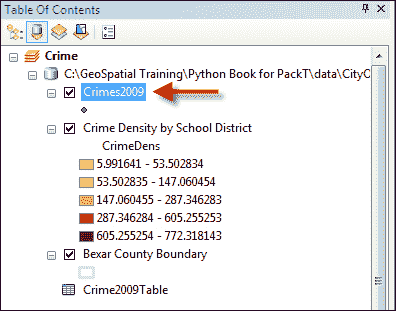 Table Of Contents
Crime
C:\GeoSpatial Training\Python Book for PackT\data\CityO
Crimes2009
Crime Density by School District
CrimeDens
5.991641 - 53.502834
53.502835 - 147.060454
147.060455 - 287.346283
287.346284 - 605.255253
605.255254 - 772.318143
Bexar County Boundary
Crime2009Table